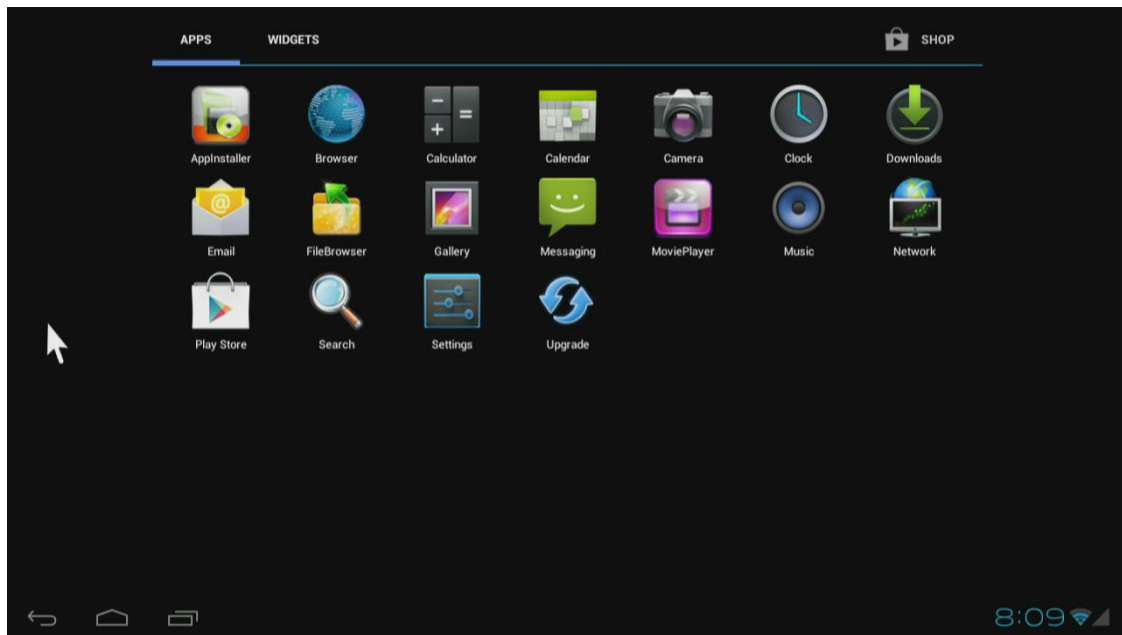 APPS WIDGETS SHOP
AppInstaller Browser Calculator Calendar Camera Clock Downloads
Email FileBrowser Gallery Messaging MoviePlayer Music Network
Play Store Search Settings Upgrade
8:09